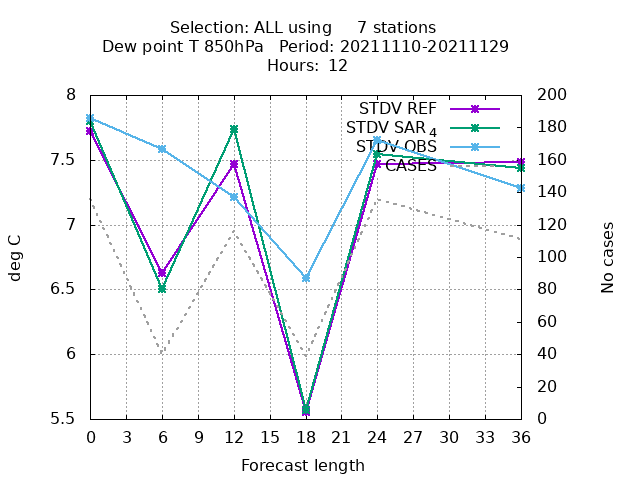 Selection: ALL using     7 stations
Dew point T 850hPa   Period: 20211110-20211129
Hours:  12
STDV REF
STDV SAR 4
STDV OBS
CASES
8
7.5
7
6.5
6
5.5
200
180
160
140
120
100
80
60
40
20
0
deg C
No cases
0 3 6 9 12 15 18 21 24 27 30 33 36
Forecast length